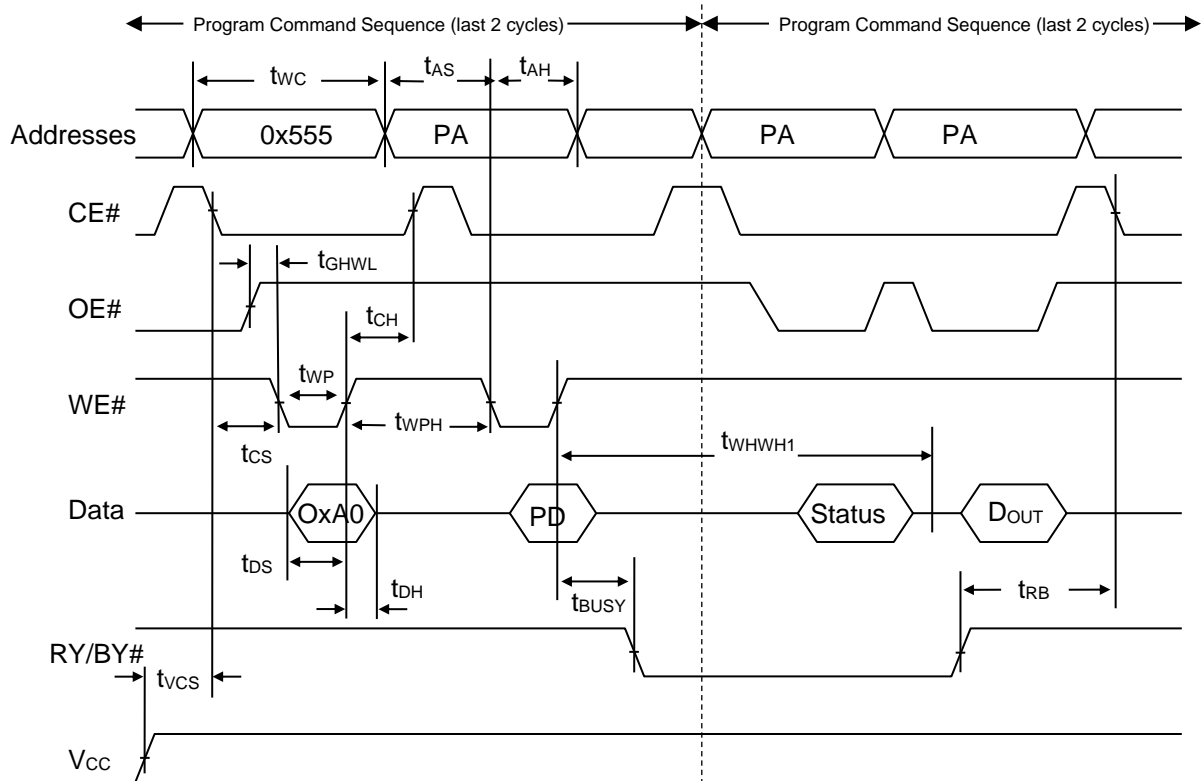 Program Command Sequence (last 2 cycles) Program Command Sequence (last 2 cycles)
tWC tAS tAH
Addresses 0x555 PA PA PA
CE#
tGHWL
OE#
tCH
tWP
WE#
tWPH
tCS tWHWH1
Data OxA0 PD Status DOUT
tDS tDH tBUSY tRB
RY/BY#
tVCS
VCC